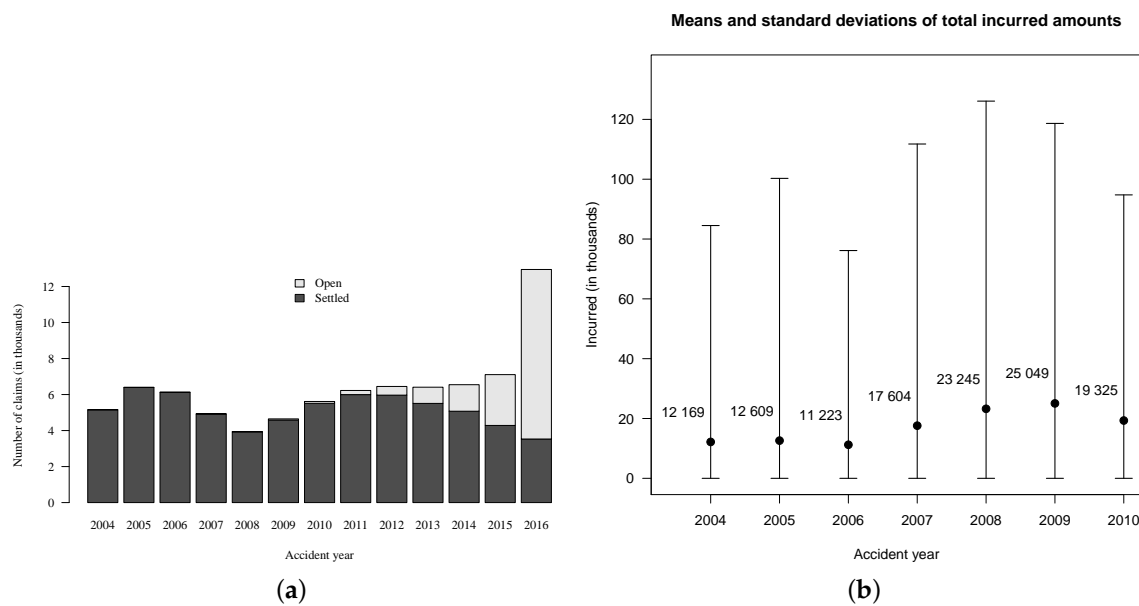 Number of claims (in thousands)
12
10
8
6
4
2
0
Open
Settled
2004 2005 2006 2007 2008 2009 2010 2011 2012 2013 2014 2015 2016
Accident year
(a)
Means and standard deviations of total incurred amounts
Incurred (in thousands)
120
100
80
60
40
20
0
12 169
12 609
11 223
17 604
23 245
25 049
19 325
2004 2005 2006 2007 2008 2009 2010
Accident year
(b)